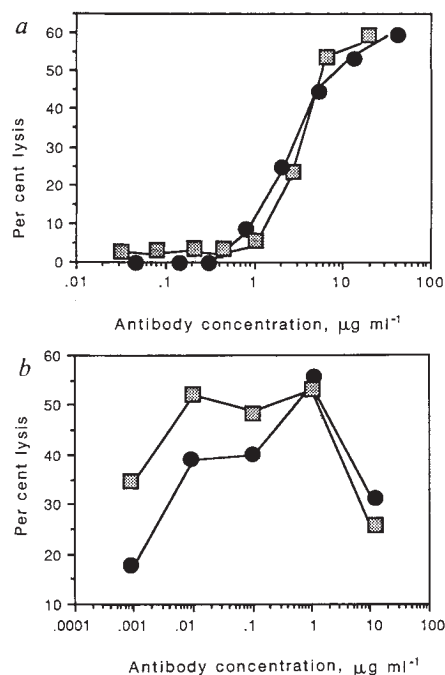 a
60
50
40
30
20
10
0
Per cent lysis
.01 .1 1 10 100
Antibody concentration, µg ml⁻¹
b
60
50
40
30
20
10
Per cent lysis
.0001 .001 .01 .1 1 10 100
Antibody concentration, µg ml⁻¹